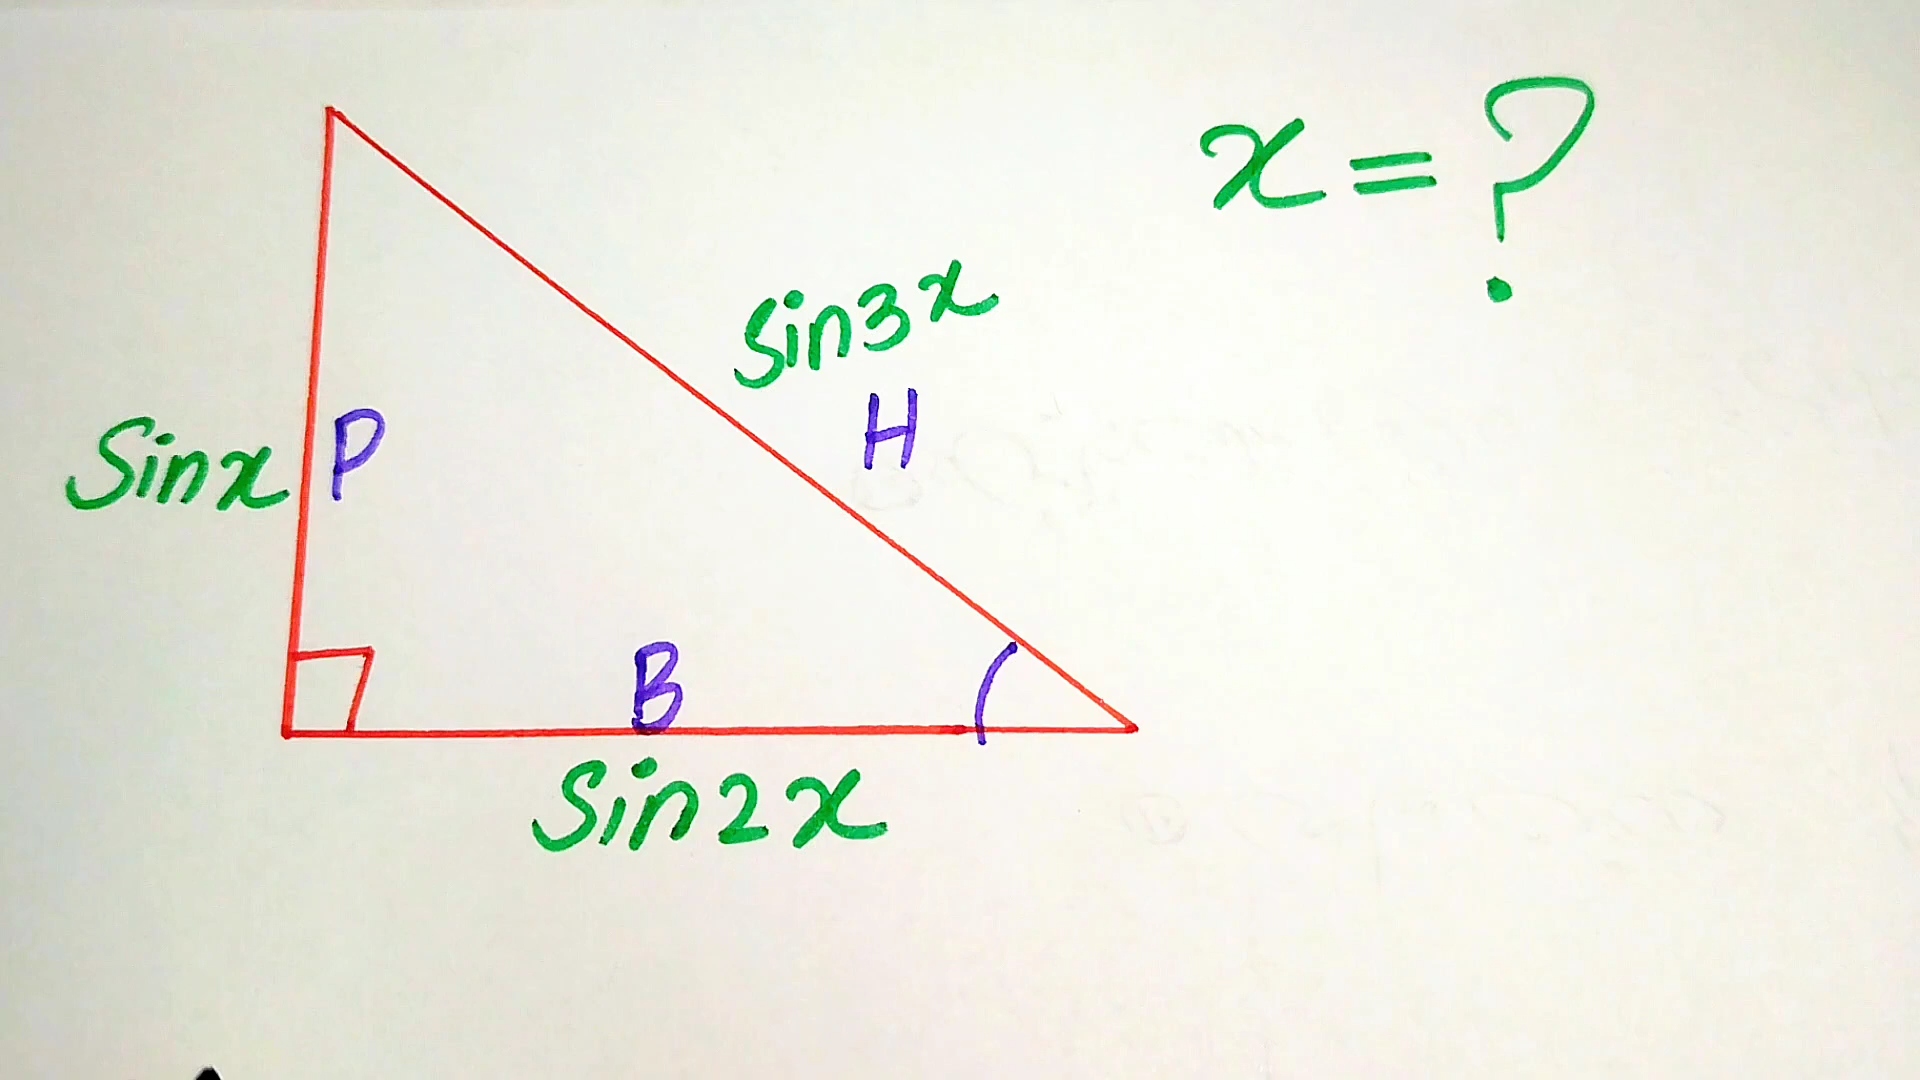 x = ?
Sin3x
H
Sinx P
B
Sin2x